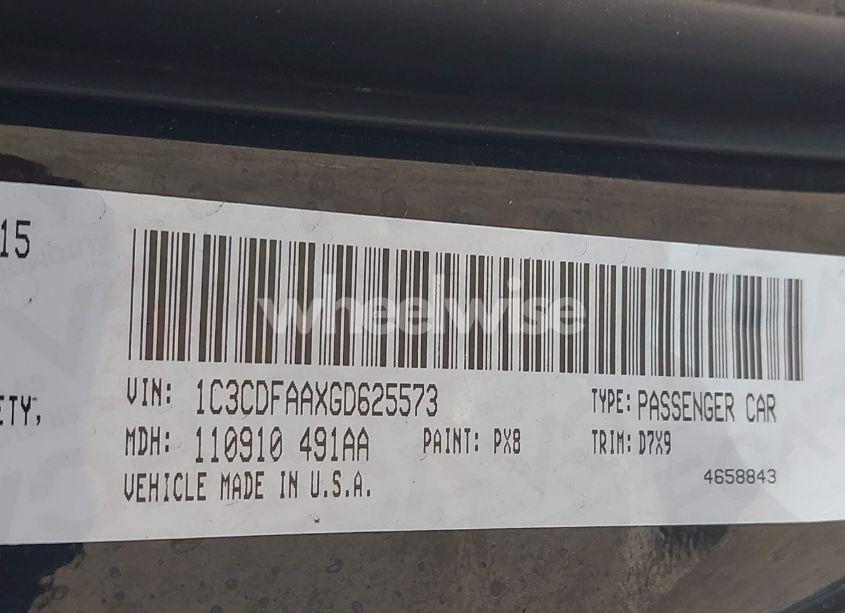 15
ETY,
wheelwise
VIN: 1C3CDFAAXGD625573 TYPE: PASSENGER CAR
MDH: 110910 491AA PAINT: PX8 TRIM: D7X9
VEHICLE MADE IN U.S.A. 4658843